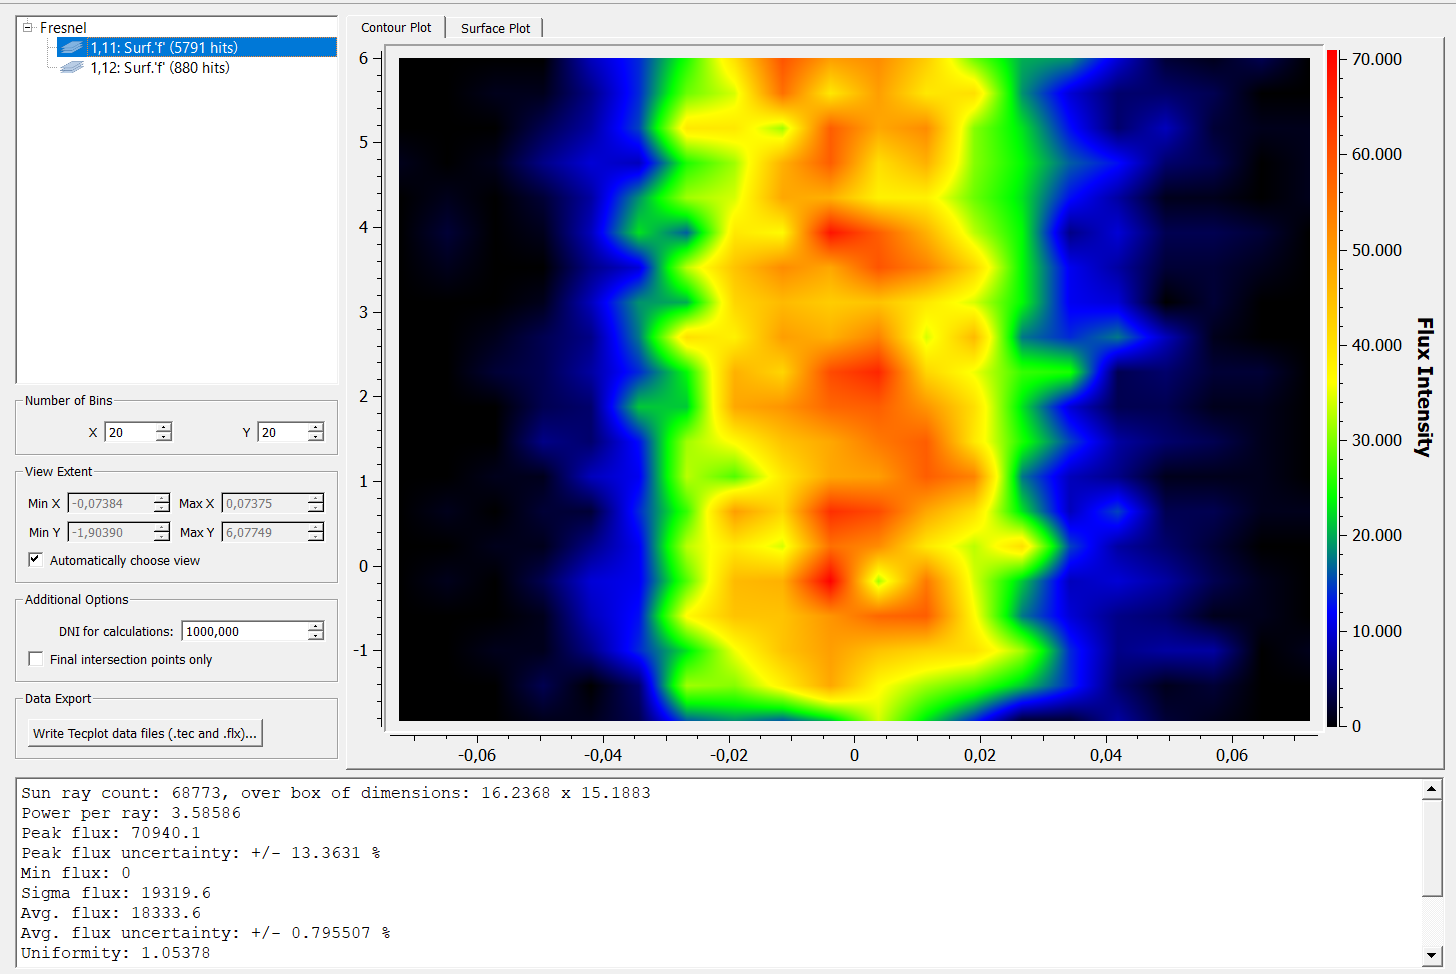 Fresnel
1,11: Surf.'f' (5791 hits)
1,12: Surf.'f' (880 hits)
Number of Bins
X 20 Y 20
View Extent
Min X -0,07384 Max X 0,07375
Min Y -1,90390 Max Y 6,07749
Automatically choose view
Additional Options
DNI for calculations: 1000,000
Final intersection points only
Data Export
Write Tecplot data files (.tec and .flx)...
Contour Plot Surface Plot
6
5
4
3
2
1
0
-1
-0,06 -0,04 -0,02 0 0,02 0,04 0,06
70.000
60.000
50.000
40.000
30.000
20.000
10.000
0
Flux Intensity
Sun ray count: 68773, over box of dimensions: 16.2368 x 15.1883
Power per ray: 3.58586
Peak flux: 70940.1
Peak flux uncertainty: +/- 13.3631 %
Min flux: 0
Sigma flux: 19319.6
Avg. flux: 18333.6
Avg. flux uncertainty: +/- 0.795507 %
Uniformity: 1.05378